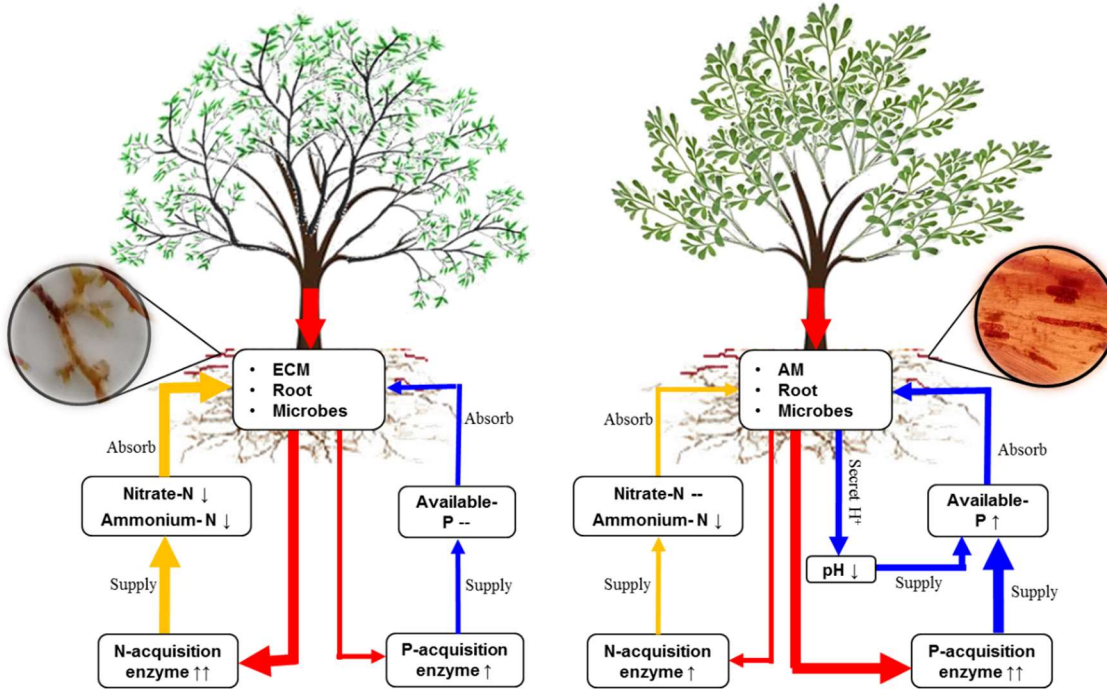 • ECM
• Root
• Microbes
Absorb
Absorb
Nitrate-N ↓
Ammonium-N ↓
Available-
P --
Supply
Supply
N-acquisition
enzyme ↑↑
P-acquisition
enzyme ↑
• AM
• Root
• Microbes
Absorb
Secret H⁺
Absorb
Nitrate-N --
Ammonium-N ↓
Available-
P ↑
pH ↓
Supply
Supply
Supply
N-acquisition
enzyme ↑
P-acquisition
enzyme ↑↑